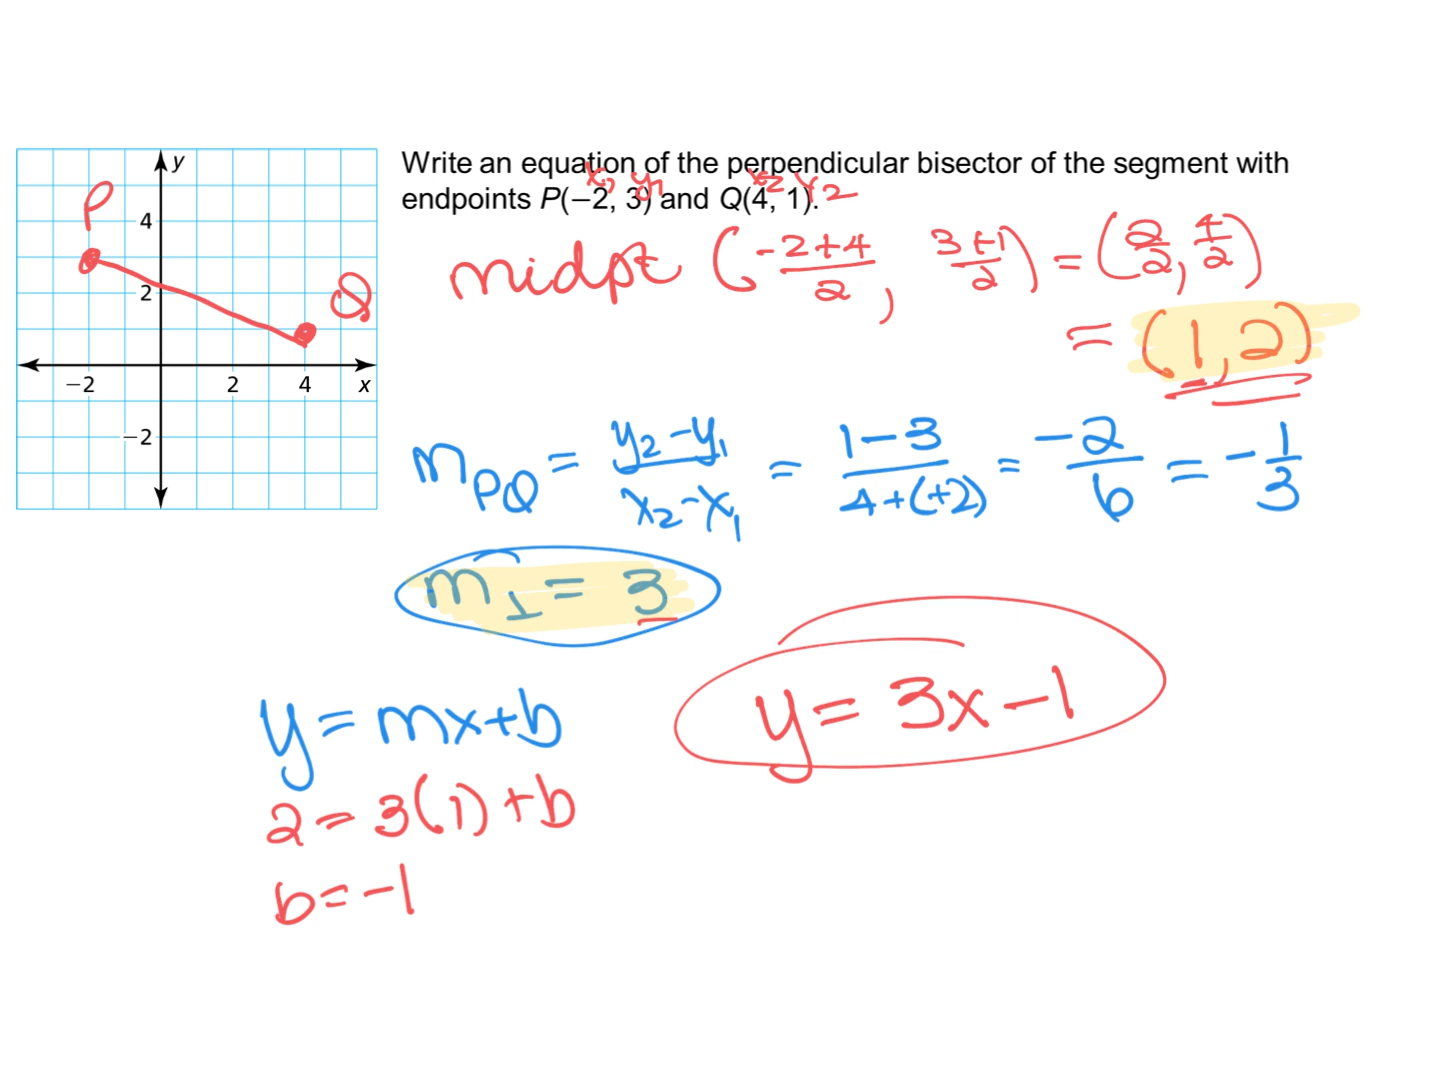 Write an equation of the perpendicular bisector of the segment with
endpoints P(−2, 3) and Q(4, 1).
x₁ y₁ x₂ y₂
y
P
4
2
Q
−2 2 4 x
−2
midpt (-2+4/2, 3+1/2) = (2/2, 4/2)
= (1,2)
m_PQ = y₂-y₁/x₂-x₁ = 1-3/4+(+2) = -2/6 = -1/3
m⊥ = 3
y = mx+b
y = 3x-1
2 = 3(1)+b
b = -1